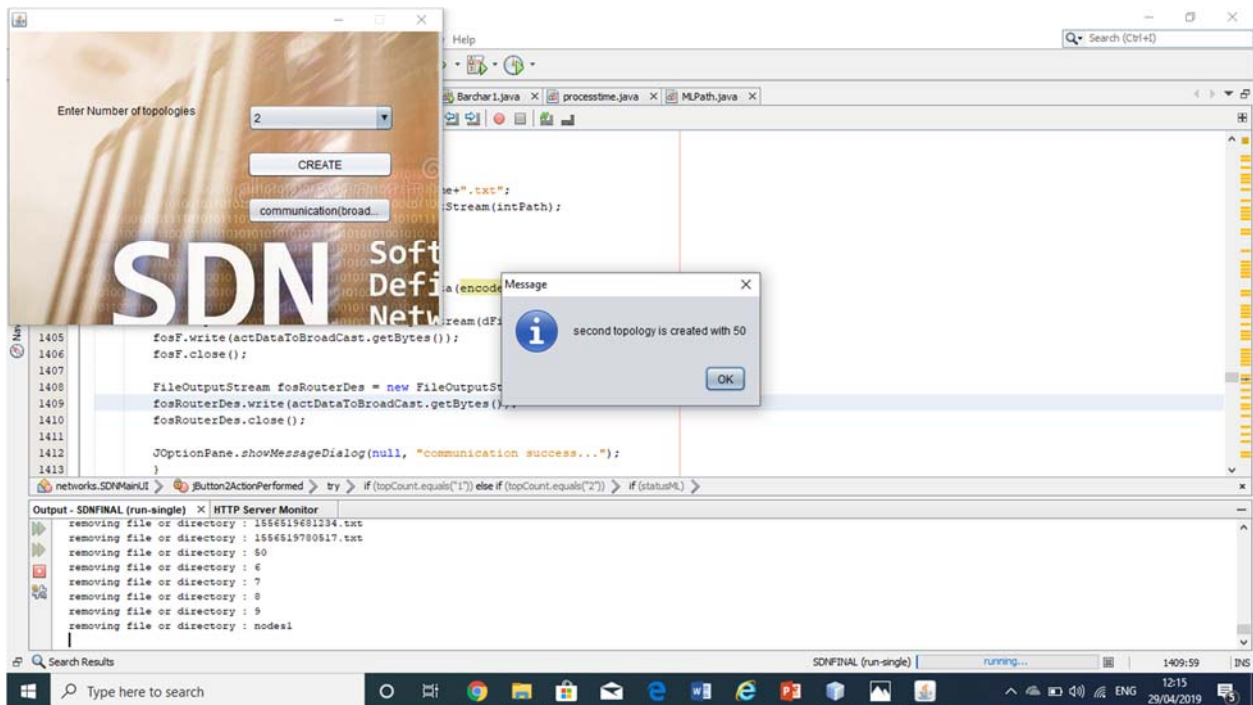 Help
Search (Ctrl+I)
Barchar1.java
processtime.java
MLPath.java
Enter Number of topologies
2
CREATE
communication(broad...
SDN
Soft
Defi
Netw
me+".txt";
tStream(intPath);
ta(encode
ream(dFi
1405 fosF.write(actDataToBroadCast.getBytes());
1406 fosF.close();
1407
1408 FileOutputStream fosRouterDes = new FileOutputSt
1409 fosRouterDes.write(actDataToBroadCast.getBytes());
1410 fosRouterDes.close();
1411
1412 JOptionPane.showMessageDialog(null, "communication success...");
1413 }
Message
second topology is created with 50
OK
networks.SDNMainUI
jButton2ActionPerformed
try
if (topCount.equals("1")) else if (topCount.equals("2"))
if (statusML)
Output - SDNFINAL (run-single)
HTTP Server Monitor
removing file or directory : 1556519681234.txt
removing file or directory : 1556519780517.txt
removing file or directory : 50
removing file or directory : 6
removing file or directory : 7
removing file or directory : 8
removing file or directory : 9
removing file or directory : nodes1
Search Results
SDNFINAL (run-single)
running...
1409:59
INS
Type here to search
ENG
12:15
29/04/2019